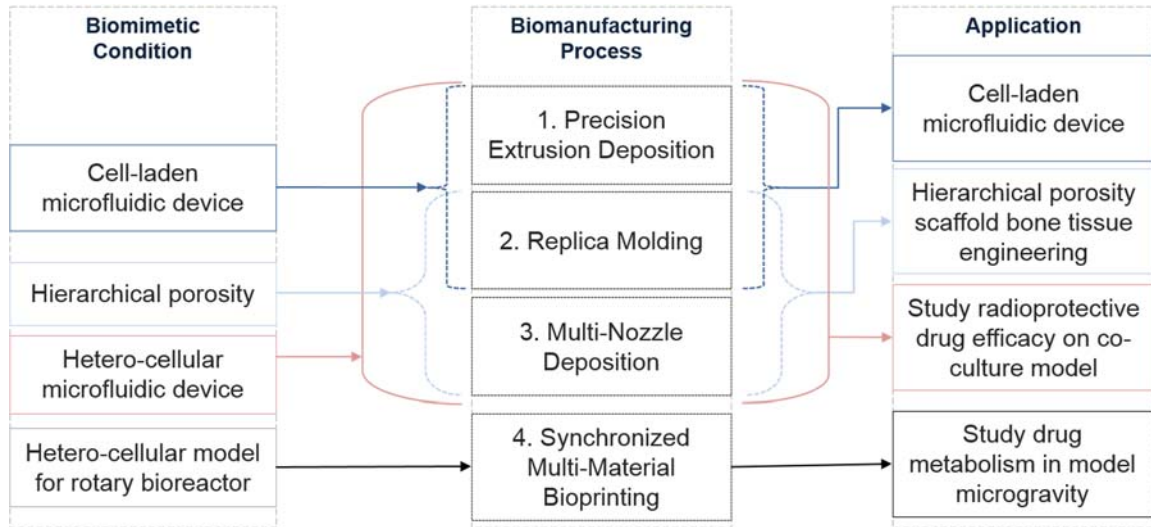 Biomimetic
Condition
Cell-laden
microfluidic device
Hierarchical porosity
Hetero-cellular
microfluidic device
Hetero-cellular model
for rotary bioreactor
Biomanufacturing
Process
1. Precision
Extrusion Deposition
2. Replica Molding
3. Multi-Nozzle
Deposition
4. Synchronized
Multi-Material
Bioprinting
Application
Cell-laden
microfluidic device
Hierarchical porosity
scaffold bone tissue
engineering
Study radioprotective
drug efficacy on co-
culture model
Study drug
metabolism in model
microgravity